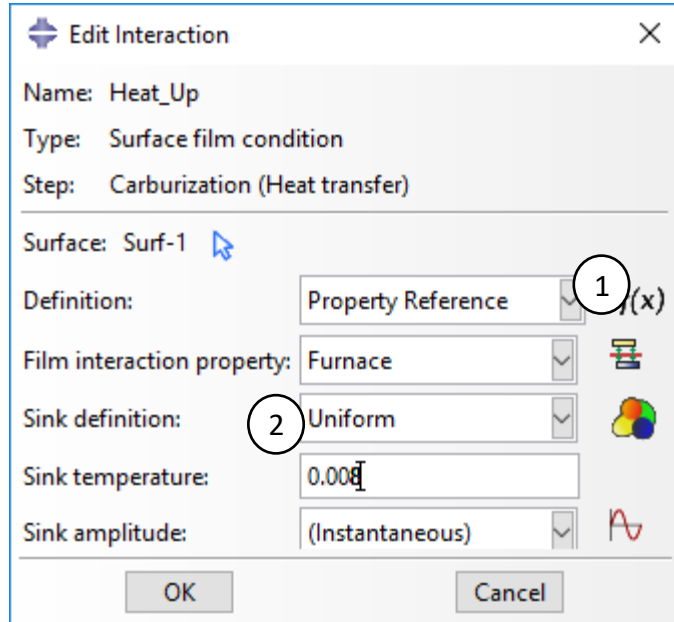 Edit Interaction
Name: Heat_Up
Type: Surface film condition
Step: Carburization (Heat transfer)
Surface: Surf-1
1
Definition: Property Reference (x)
Film interaction property: Furnace
Sink definition: 2 Uniform
Sink temperature: 0.008
Sink amplitude: (Instantaneous)
OK Cancel